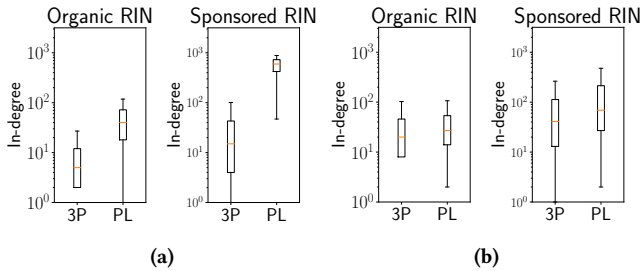 Organic RIN Sponsored RIN Organic RIN Sponsored RIN
In-degree
10³
10²
10¹
10⁰
3P PL
In-degree
10³
10²
10¹
10⁰
3P PL
In-degree
10³
10²
10¹
10⁰
3P PL
In-degree
10³
10²
10¹
10⁰
3P PL
(a) (b)